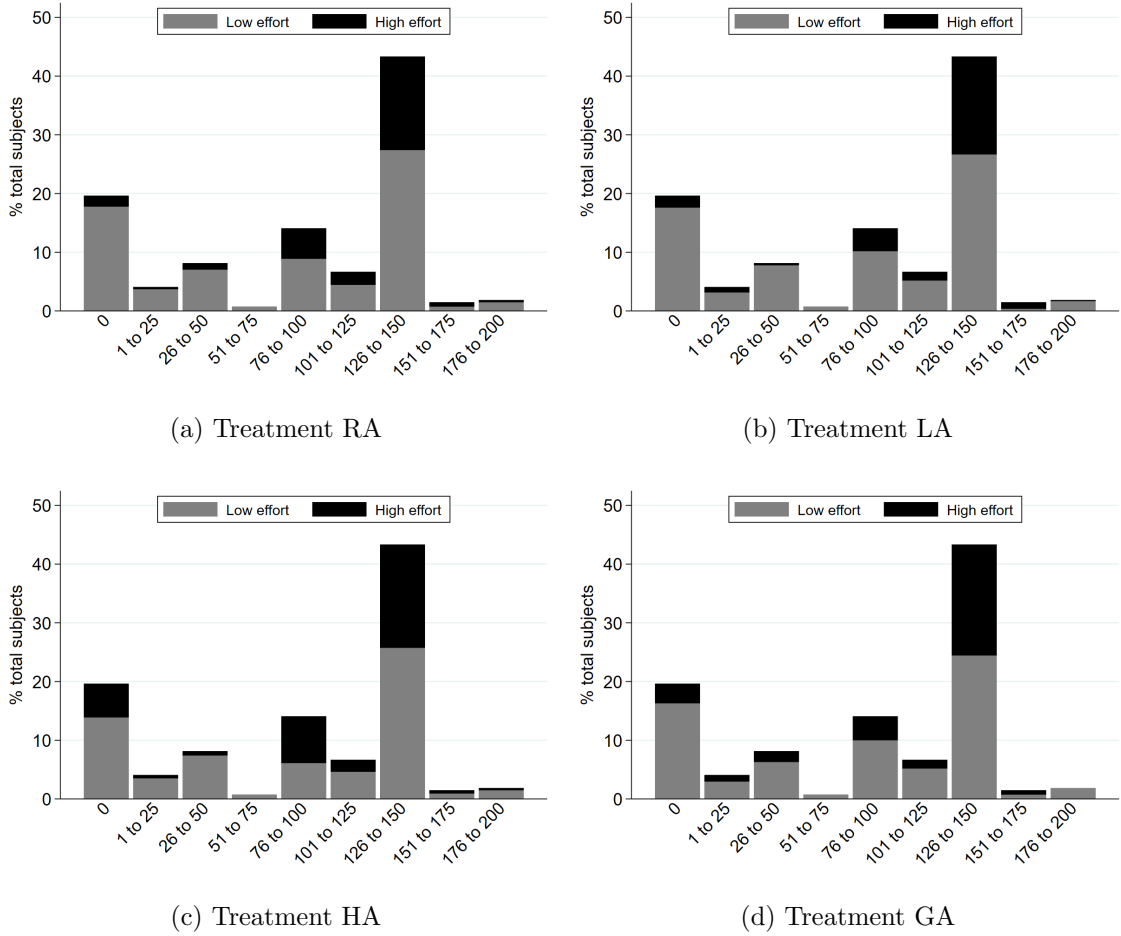 Low effort High effort
% total subjects
50
40
30
20
10
0
0 1 to 25 26 to 50 51 to 75 76 to 100 101 to 125 126 to 150 151 to 175 176 to 200
(a) Treatment RA
Low effort High effort
% total subjects
50
40
30
20
10
0
0 1 to 25 26 to 50 51 to 75 76 to 100 101 to 125 126 to 150 151 to 175 176 to 200
(b) Treatment LA
Low effort High effort
% total subjects
50
40
30
20
10
0
0 1 to 25 26 to 50 51 to 75 76 to 100 101 to 125 126 to 150 151 to 175 176 to 200
(c) Treatment HA
Low effort High effort
% total subjects
50
40
30
20
10
0
0 1 to 25 26 to 50 51 to 75 76 to 100 101 to 125 126 to 150 151 to 175 176 to 200
(d) Treatment GA